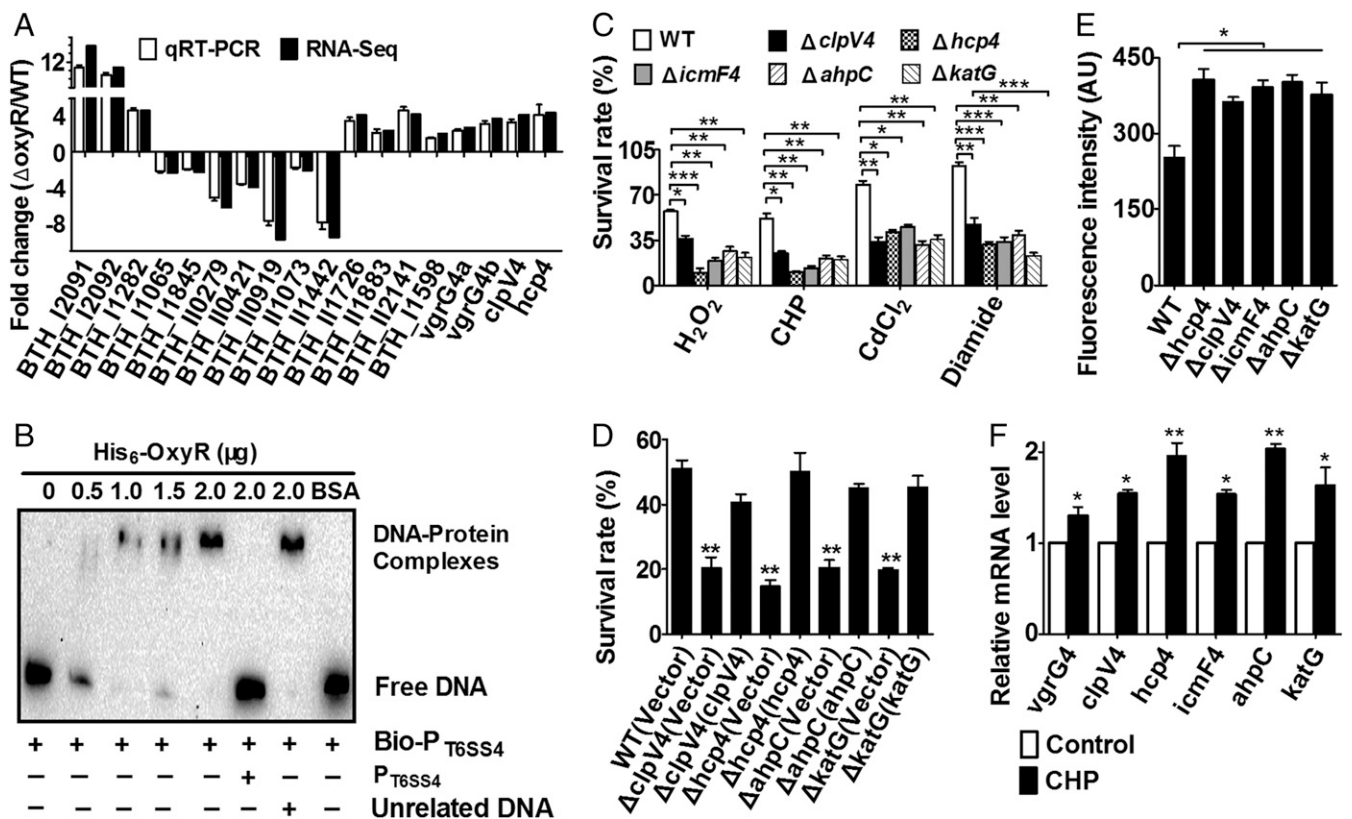 A
qRT-PCR
RNA-Seq
Fold change (ΔoxyR/WT)
12
8
4
0
-4
-8
BTH_I2091
BTH_I2092
BTH_I1282
BTH_I1065
BTH_I1845
BTH_II0279
BTH_II0421
BTH_II0919
BTH_II1073
BTH_II1442
BTH_II1726
BTH_II1883
BTH_II2141
BTH_I1598
vgrG4a
vgrG4b
clpV4
hcp4
B
His6-OxyR (µg)
0 0.5 1.0 1.5 2.0 2.0 2.0 BSA
DNA-Protein
Complexes
Free DNA
+ + + + + + + + Bio-P T6SS4
− − − − − + − − P T6SS4
− − − − − − + − Unrelated DNA
C
WT
ΔclpV4
Δhcp4
ΔicmF4
ΔahpC
ΔkatG
Survival rate (%)
105
70
35
0
** ** ** *** *
** ** ** ** *
** ** * * **
*** ** *** *** **
H2O2
CHP
CdCl2
Diamide
D
Survival rate (%)
60
40
20
0
** ** ** **
WT(Vector)
ΔclpV4(Vector)
ΔclpV4(clpV4)
Δhcp4(Vector)
Δhcp4(hcp4)
ΔahpC(Vector)
ΔahpC(ahpC)
ΔkatG(Vector)
ΔkatG(katG)
E
Fluorescence intensity (AU)
450
300
150
0
*
WT
Δhcp4
ΔclpV4
ΔicmF4
ΔahpC
ΔkatG
F
Relative mRNA level
2
1
0
* * ** * ** *
vgrG4
clpV4
hcp4
icmF4
ahpC
katG
Control
CHP